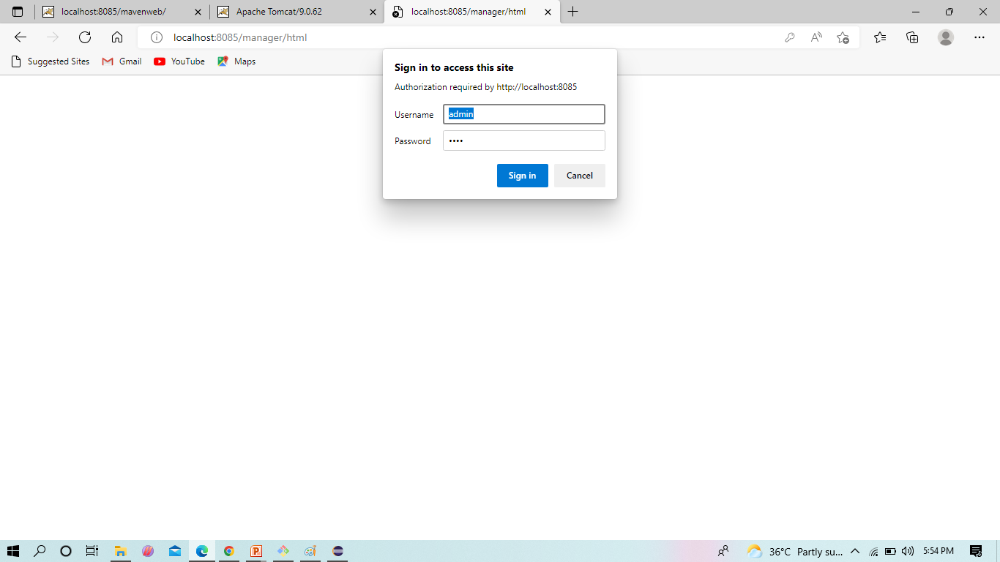 localhost:8085/mavenweb/
Apache Tomcat/9.0.62
localhost:8085/manager/html
localhost:8085/manager/html
Suggested Sites
Gmail
YouTube
Maps
Sign in to access this site
Authorization required by http://localhost:8085
Username
admin
Password
••••
Sign in
Cancel
36°C Partly su...
5:54 PM